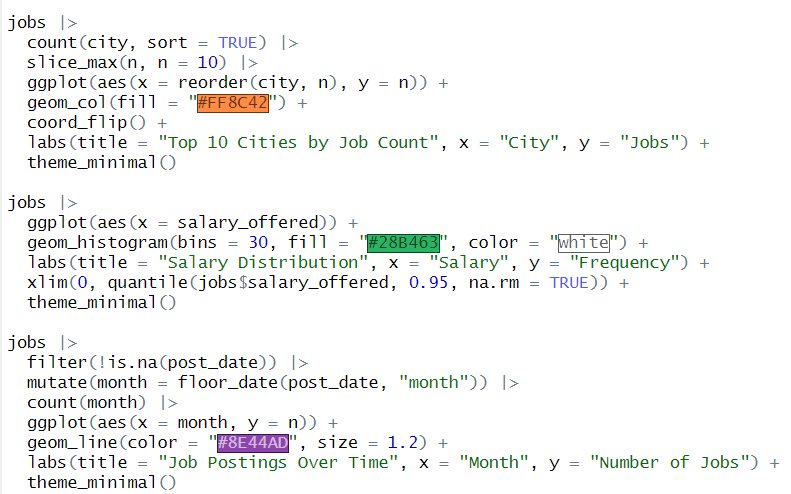 jobs |>
  count(city, sort = TRUE) |>
  slice_max(n, n = 10) |>
  ggplot(aes(x = reorder(city, n), y = n)) +
  geom_col(fill = "#FF8C42") +
  coord_flip() +
  labs(title = "Top 10 Cities by Job Count", x = "City", y = "Jobs") +
  theme_minimal()

jobs |>
  ggplot(aes(x = salary_offered)) +
  geom_histogram(bins = 30, fill = "#28B463", color = "white") +
  labs(title = "Salary Distribution", x = "Salary", y = "Frequency") +
  xlim(0, quantile(jobs$salary_offered, 0.95, na.rm = TRUE)) +
  theme_minimal()

jobs |>
  filter(!is.na(post_date)) |>
  mutate(month = floor_date(post_date, "month")) |>
  count(month) |>
  ggplot(aes(x = month, y = n)) +
  geom_line(color = "#8E44AD", size = 1.2) +
  labs(title = "Job Postings Over Time", x = "Month", y = "Number of Jobs") +
  theme_minimal()